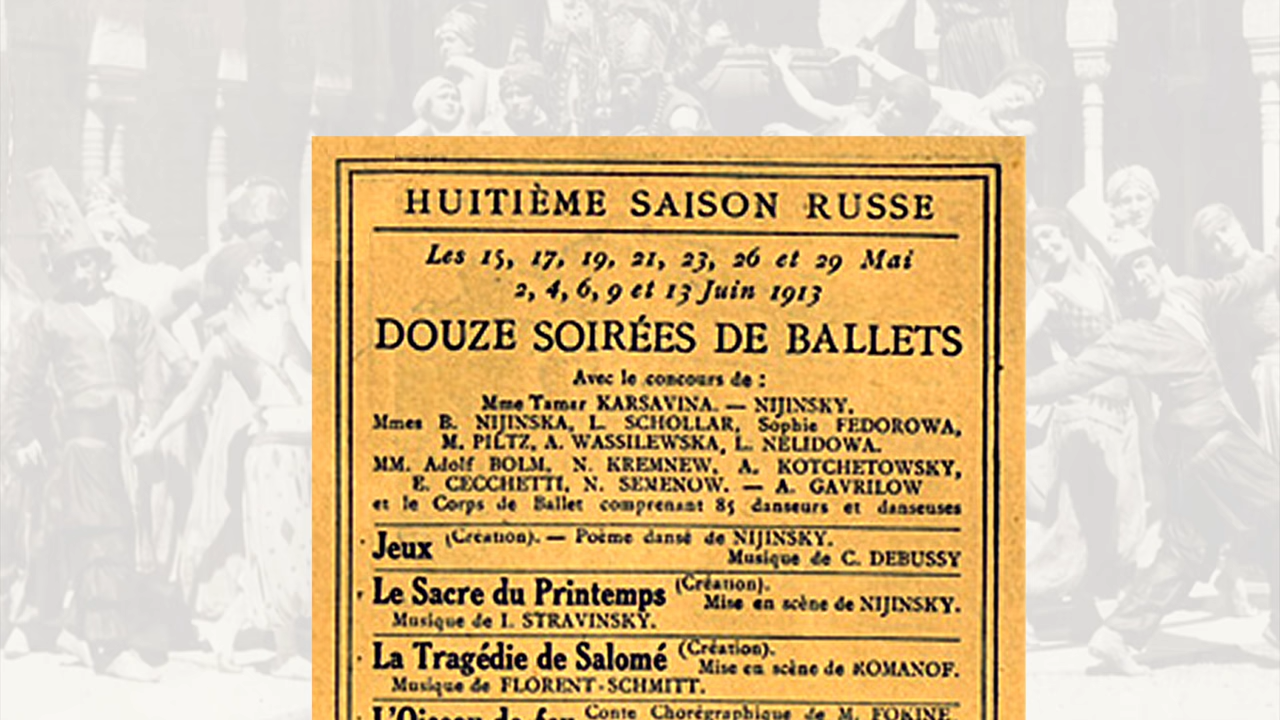 HUITIÈME SAISON RUSSE
Les 15, 17, 19, 21, 23, 26 et 29 Mai
2, 4, 6, 9 et 13 Juin 1913
DOUZE SOIRÉES DE BALLETS
Avec le concours de :
Mme Tamar KARSAVINA. — NIJINSKY.
Mmes B. NIJINSKA, L. SCHOLLAR, Sophie FEDOROWA,
M. PILTZ, A. WASSILEWSKA, L. NÉLIDOWA.
MM. Adolf BOLM, N. KREMNEW, A. KOTCHETOWSKY,
E. CECCHETTI, N. SEMENOW. — A. GAVRILOW
et le Corps de Ballet comprenant 85 danseurs et danseuses
Jeux (Création). — Poème dansé de NIJINSKY.
Musique de C. DEBUSSY
Le Sacre du Printemps (Création).
Mise en scène de NIJINSKY.
Musique de I. STRAVINSKY.
La Tragédie de Salomé (Création).
Mise en scène de ROMANOF.
Musique de FLORENT-SCHMITT.
L'Oiseau de feu Conte Chorégraphique de M. FOKINE.